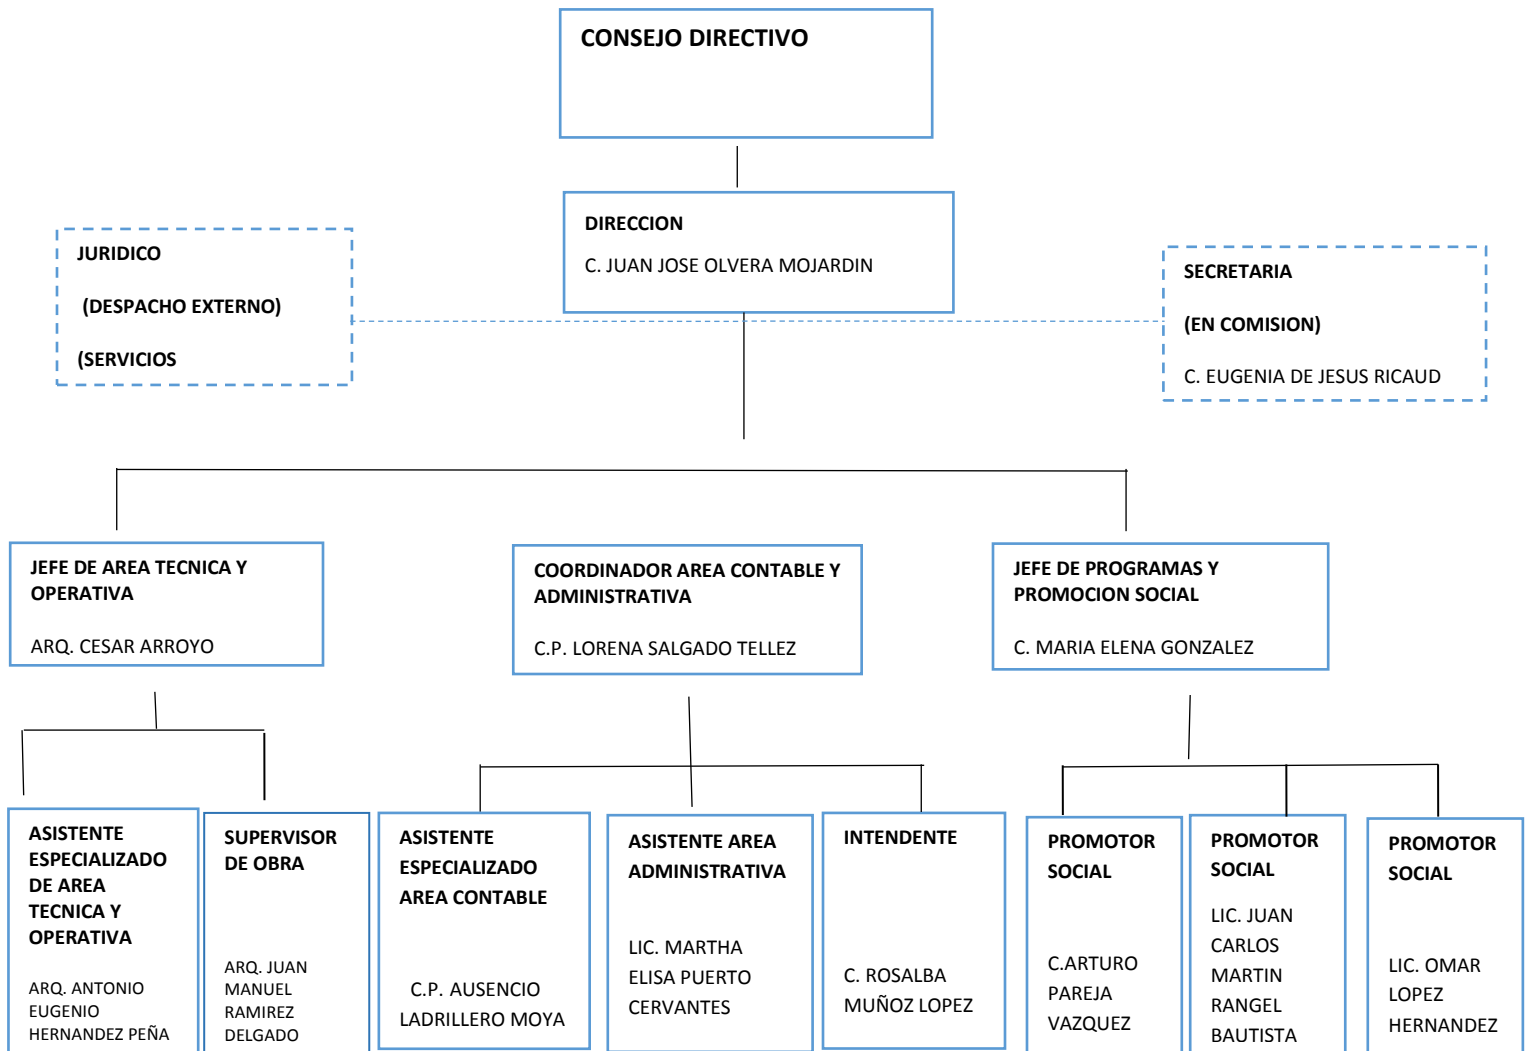 CONSEJO DIRECTIVO
DIRECCION
C. JUAN JOSE OLVERA MOJARDIN
JURIDICO
(DESPACHO EXTERNO)
(SERVICIOS
SECRETARIA
(EN COMISION)
C. EUGENIA DE JESUS RICAUD
JEFE DE AREA TECNICA Y
OPERATIVA
ARQ. CESAR ARROYO
COORDINADOR AREA CONTABLE Y
ADMINISTRATIVA
C.P. LORENA SALGADO TELLEZ
JEFE DE PROGRAMAS Y
PROMOCION SOCIAL
C. MARIA ELENA GONZALEZ
ASISTENTE
ESPECIALIZADO
DE AREA
TECNICA Y
OPERATIVA
ARQ. ANTONIO
EUGENIO
HERNANDEZ PEÑA
SUPERVISOR
DE OBRA
ARQ. JUAN
MANUEL
RAMIREZ
DELGADO
ASISTENTE
ESPECIALIZADO
AREA CONTABLE
C.P. AUSENCIO
LADRILLERO MOYA
ASISTENTE AREA
ADMINISTRATIVA
LIC. MARTHA
ELISA PUERTO
CERVANTES
INTENDENTE
C. ROSALBA
MUÑOZ LOPEZ
PROMOTOR
SOCIAL
C.ARTURO
PAREJA
VAZQUEZ
PROMOTOR
SOCIAL
LIC. JUAN
CARLOS
MARTIN
RANGEL
BAUTISTA
PROMOTOR
SOCIAL
LIC. OMAR
LOPEZ
HERNANDEZ